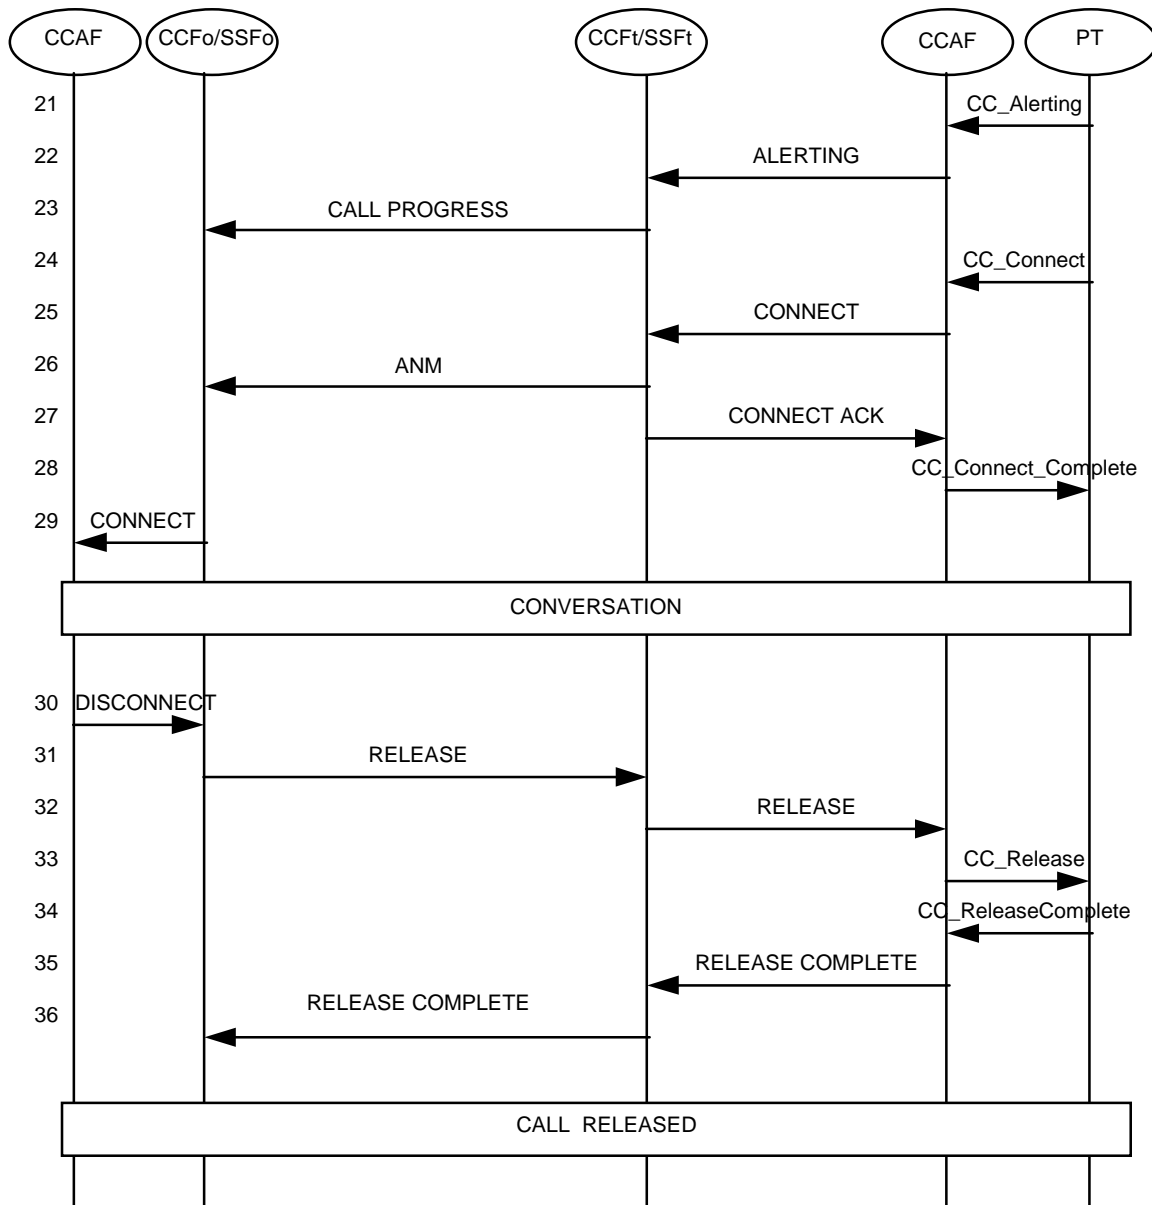 CCAF CCFo/SSFo CCFt/SSFt CCAF PT
21 CC_Alerting
22 ALERTING
23 CALL PROGRESS
24 CC_Connect
25 CONNECT
26 ANM
27 CONNECT ACK
28 CC_Connect_Complete
29 CONNECT
CONVERSATION
30 DISCONNECT
31 RELEASE
32 RELEASE
33 CC_Release
34 CC_ReleaseComplete
35 RELEASE COMPLETE
36 RELEASE COMPLETE
CALL RELEASED